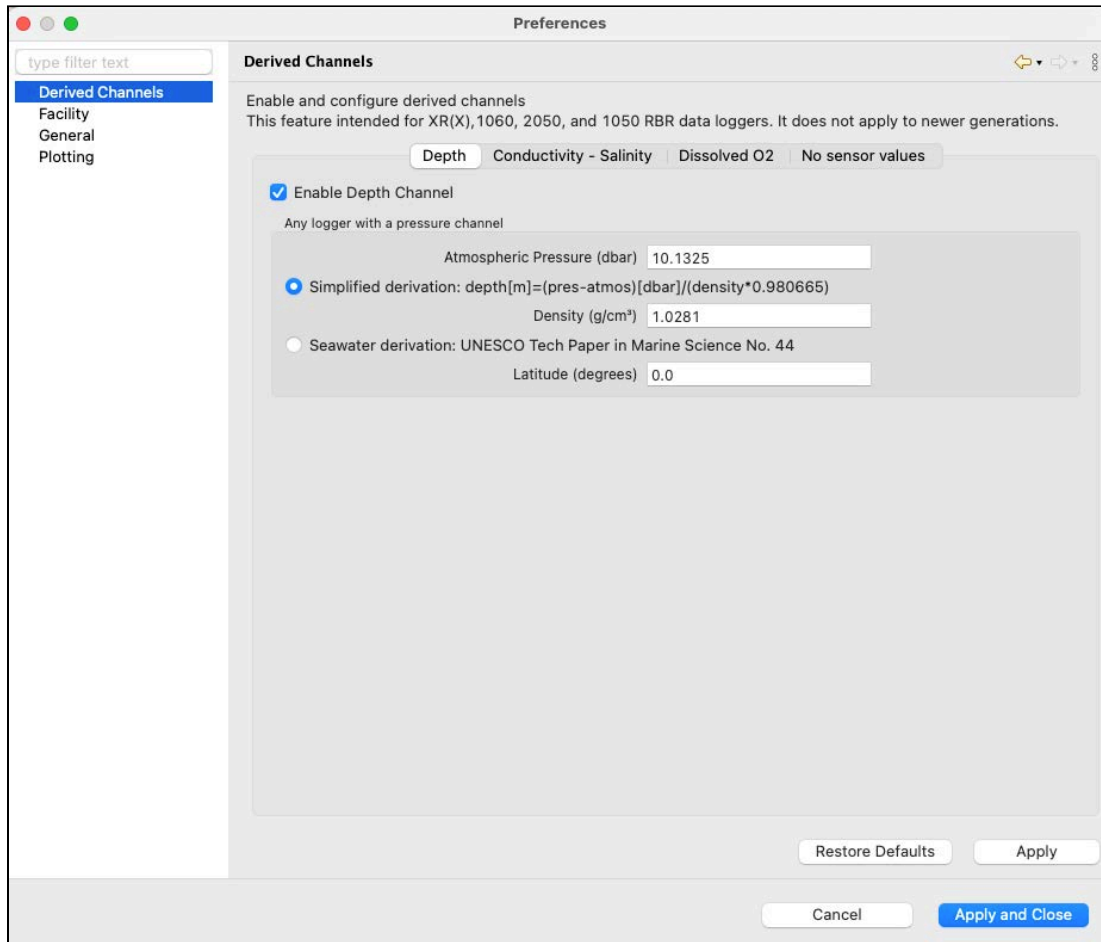 Preferences
type filter text
Derived Channels
Facility
General
Plotting
Derived Channels
Enable and configure derived channels
This feature intended for XR(X),1060, 2050, and 1050 RBR data loggers. It does not apply to newer generations.
Depth Conductivity - Salinity Dissolved O2 No sensor values
Enable Depth Channel
Any logger with a pressure channel
Atmospheric Pressure (dbar) 10.1325
Simplified derivation: depth[m]=(pres-atmos)[dbar]/(density*0.980665)
Density (g/cm³) 1.0281
Seawater derivation: UNESCO Tech Paper in Marine Science No. 44
Latitude (degrees) 0.0
Restore Defaults Apply
Cancel Apply and Close